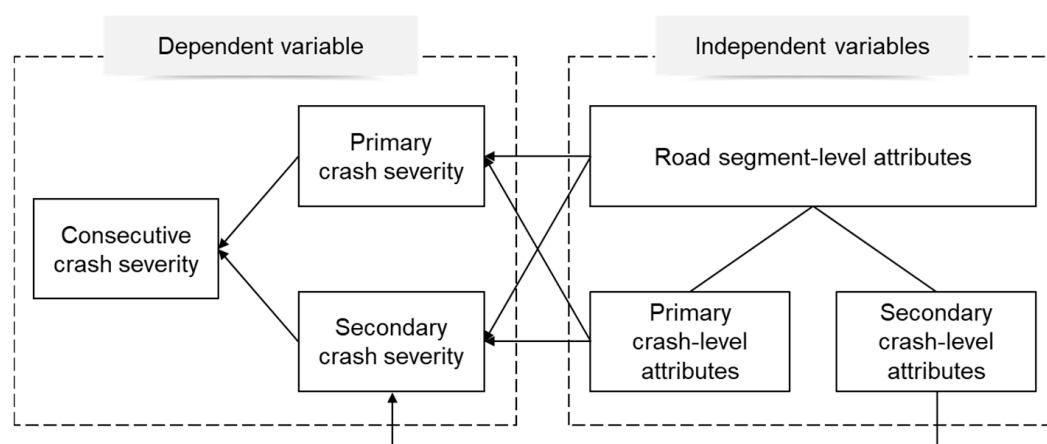 Dependent variable
Independent variables
Primary
crash severity
Road segment-level attributes
Consecutive
crash severity
Secondary
crash severity
Primary
crash-level
attributes
Secondary
crash-level
attributes